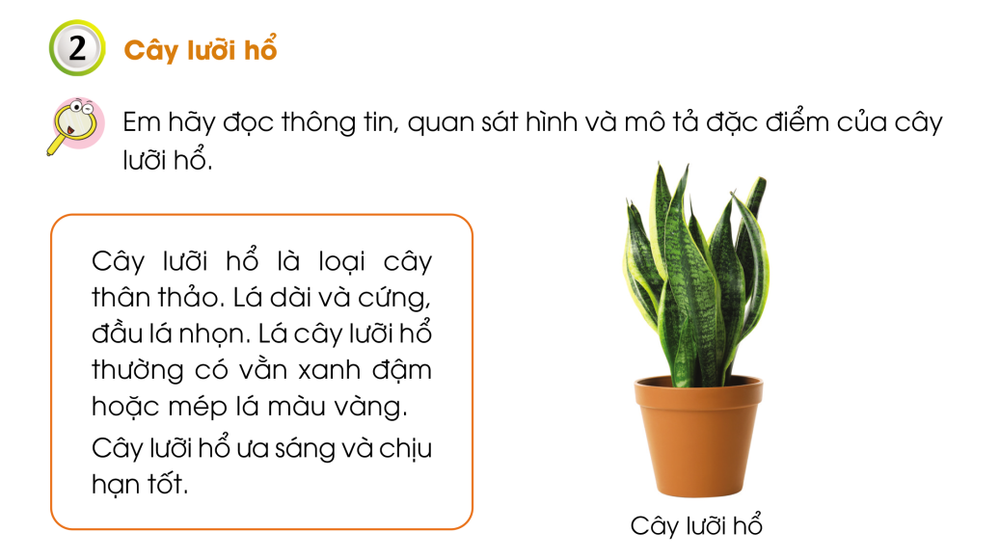 2
Cây lưỡi hổ
Em hãy đọc thông tin, quan sát hình và mô tả đặc điểm của cây
lưỡi hổ.
Cây lưỡi hổ là loại cây
thân thảo. Lá dài và cứng,
đầu lá nhọn. Lá cây lưỡi hổ
thường có vằn xanh đậm
hoặc mép lá màu vàng.
Cây lưỡi hổ ưa sáng và chịu
hạn tốt.
Cây lưỡi hổ